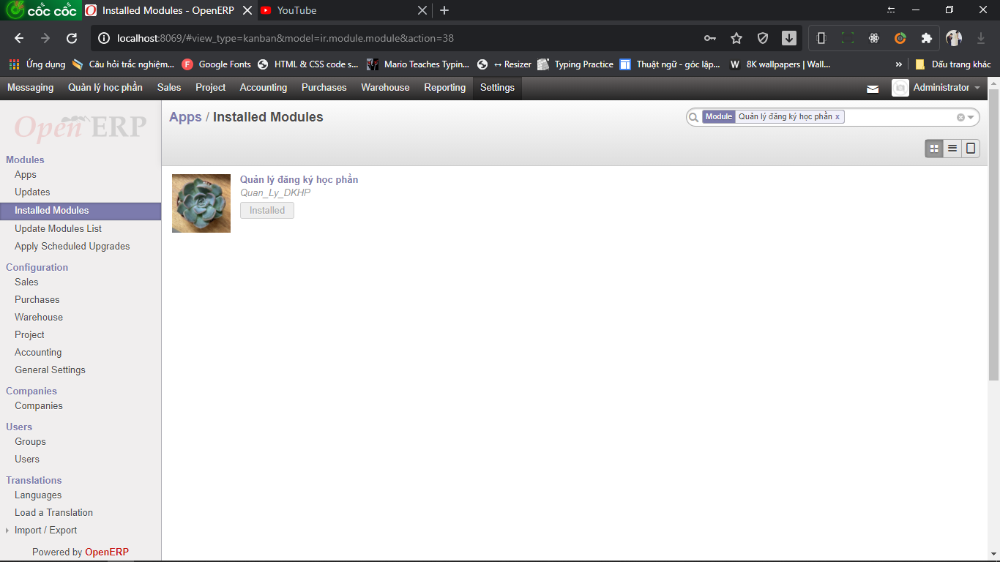 cốc cốc
Installed Modules - OpenERP
YouTube
localhost:8069/#view_type=kanban&model=ir.module.module&action=38
Ứng dụng
Câu hỏi trắc nghiệm...
Google Fonts
HTML & CSS code s...
Mario Teaches Typin...
↔ Resizer
Typing Practice
Thuật ngữ - góc lập...
8K wallpapers | Wall...
»
Dấu trang khác
Messaging
Quản lý học phần
Sales
Project
Accounting
Purchases
Warehouse
Reporting
Settings
Administrator
Open ERP
Apps / Installed Modules
Module
Quản lý đăng ký học phần x
Modules
Apps
Updates
Installed Modules
Update Modules List
Apply Scheduled Upgrades
Configuration
Sales
Purchases
Warehouse
Project
Accounting
General Settings
Companies
Companies
Users
Groups
Users
Translations
Languages
Load a Translation
Import / Export
Powered by OpenERP
Quản lý đăng ký học phần
Quan_Ly_DKHP
Installed